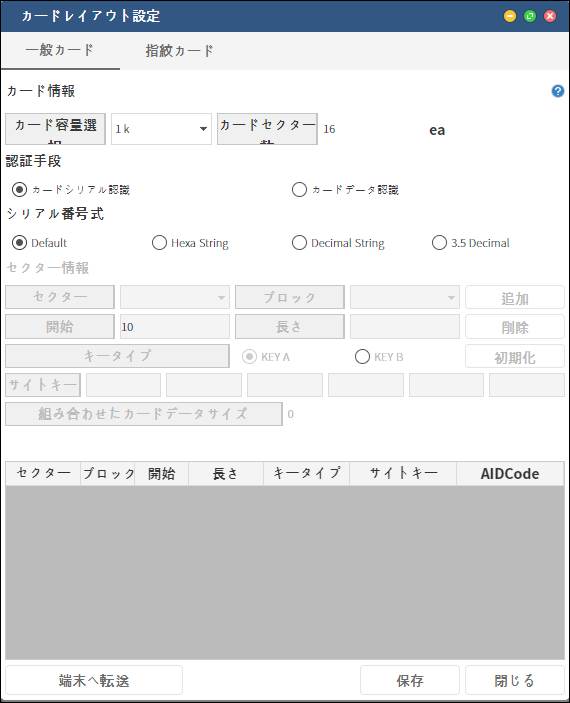 カードレイアウト設定
一般カード 指紋カード
カード情報
カード容量選択 1 k カードセクター数 16 ea
認証手段
カードシリアル認識 カードデータ認識
シリアル番号式
Default Hexa String Decimal String 3.5 Decimal
セクター情報
セクター ブロック 追加
開始 10 長さ 削除
キータイプ KEY A KEY B 初期化
サイトキー
組み合わせたカードデータサイズ 0
セクター ブロック 開始 長さ キータイプ サイトキー AIDCode
端末へ転送 保存 閉じる